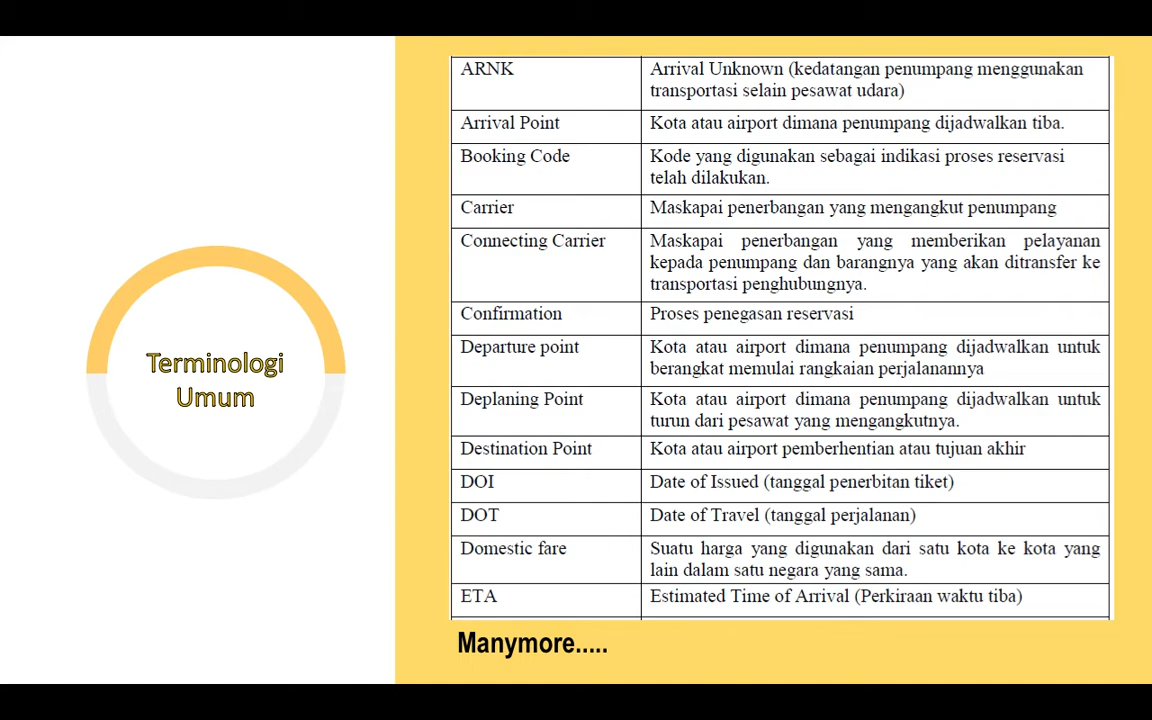 Terminologi
Umum
ARNK
Arrival Unknown (kedatangan penumpang menggunakan
transportasi selain pesawat udara)
Arrival Point
Kota atau airport dimana penumpang dijadwalkan tiba.
Booking Code
Kode yang digunakan sebagai indikasi proses reservasi
telah dilakukan.
Carrier
Maskapai penerbangan yang mengangkut penumpang
Connecting Carrier
Maskapai penerbangan yang memberikan pelayanan
kepada penumpang dan barangnya yang akan ditransfer ke
transportasi penghubungnya.
Confirmation
Proses penegasan reservasi
Departure point
Kota atau airport dimana penumpang dijadwalkan untuk
berangkat memulai rangkaian perjalanannya
Deplaning Point
Kota atau airport dimana penumpang dijadwalkan untuk
turun dari pesawat yang mengangkutnya.
Destination Point
Kota atau airport pemberhentian atau tujuan akhir
DOI
Date of Issued (tanggal penerbitan tiket)
DOT
Date of Travel (tanggal perjalanan)
Domestic fare
Suatu harga yang digunakan dari satu kota ke kota yang
lain dalam satu negara yang sama.
ETA
Estimated Time of Arrival (Perkiraan waktu tiba)
Manymore.....